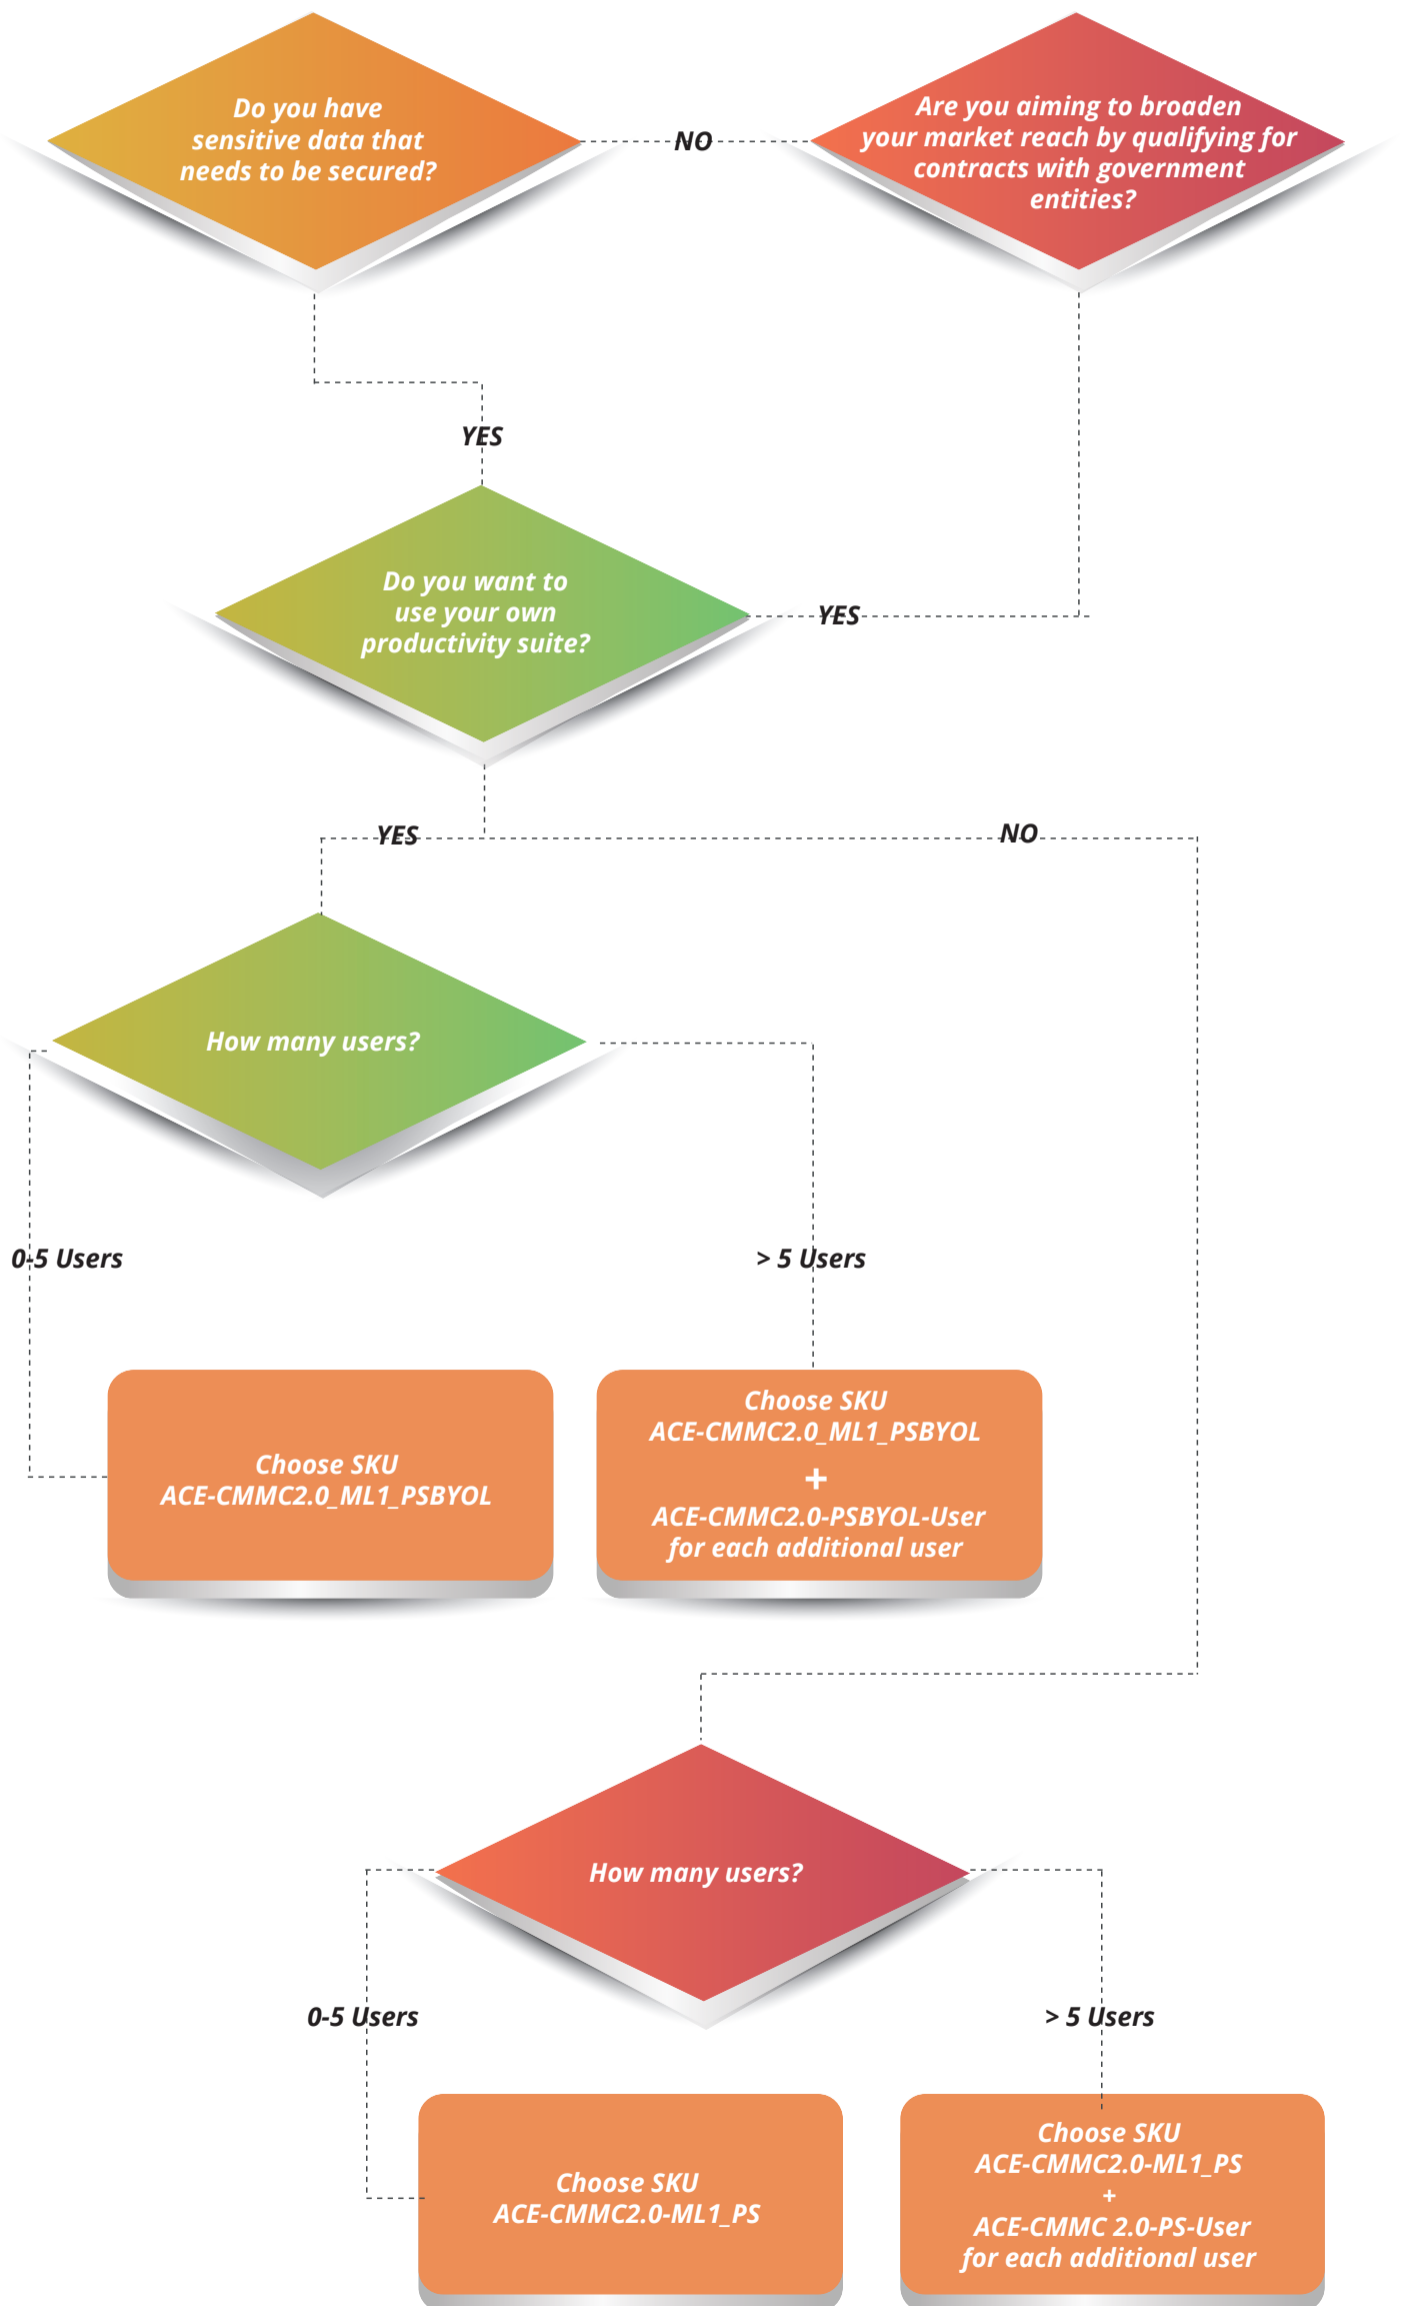 Do you have
sensitive data that
needs to be secured?
NO
Are you aiming to broaden
your market reach by qualifying for
contracts with government
entities?
YES
Do you want to
use your own
productivity suite?
YES
YES
NO
How many users?
0-5 Users
> 5 Users
Choose SKU
ACE-CMMC2.0_ML1_PSBYOL
Choose SKU
ACE-CMMC2.0_ML1_PSBYOL
+
ACE-CMMC2.0-PSBYOL-User
for each additional user
How many users?
0-5 Users
> 5 Users
Choose SKU
ACE-CMMC2.0-ML1_PS
Choose SKU
ACE-CMMC2.0-ML1_PS
+
ACE-CMMC 2.0-PS-User
for each additional user